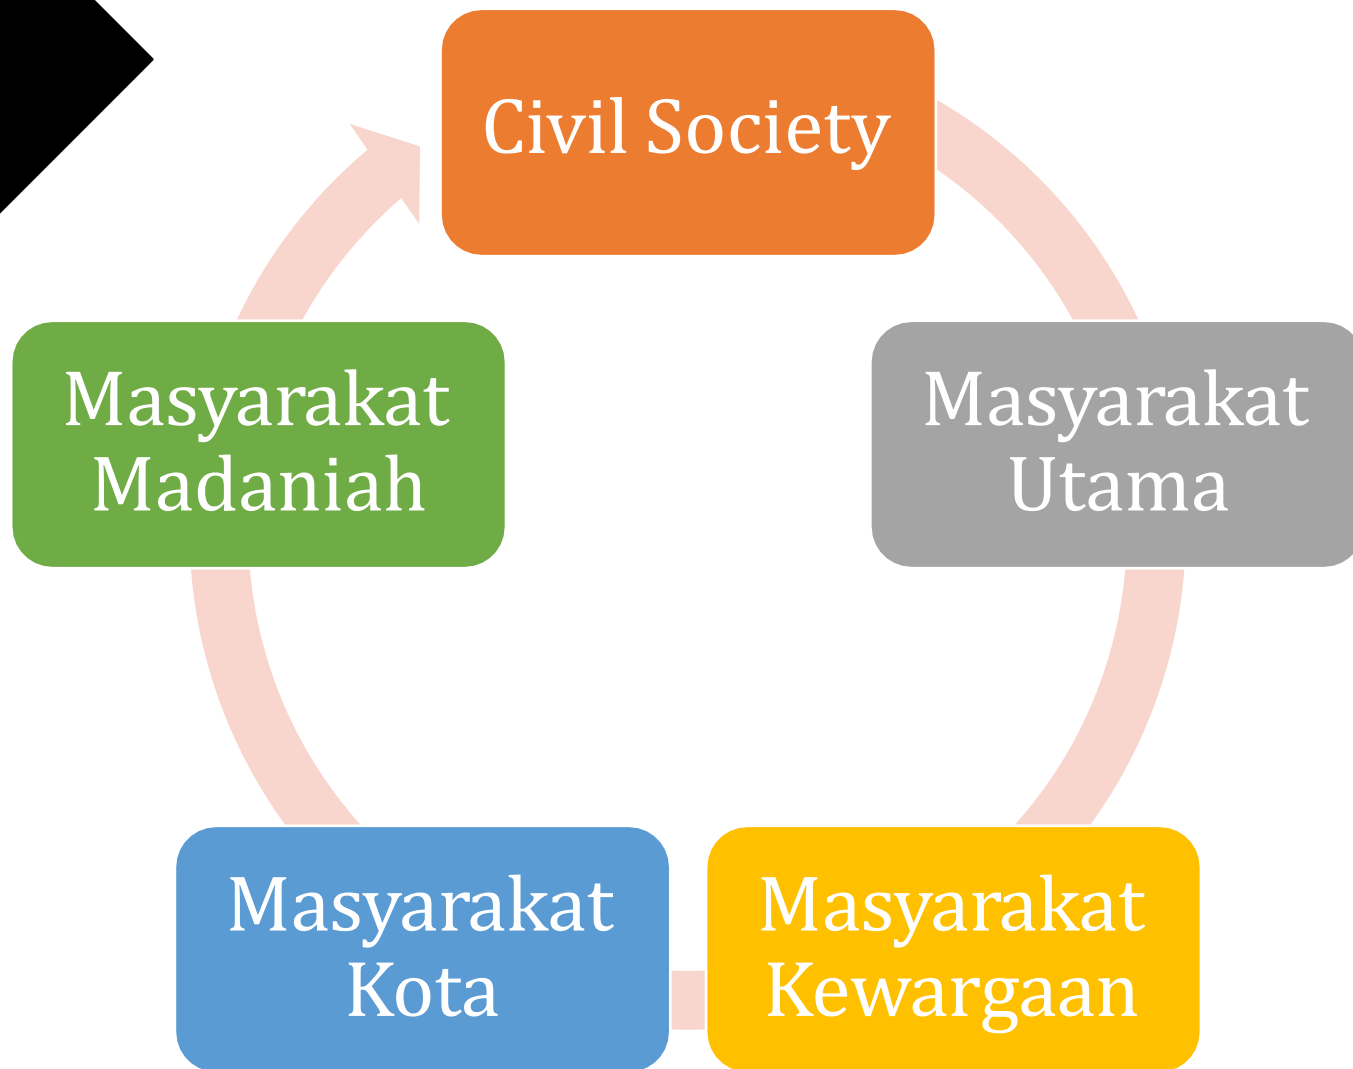 Civil Society
Masyarakat
Utama
Masyarakat
Kewargaan
Masyarakat
Kota
Masyarakat
Madaniah